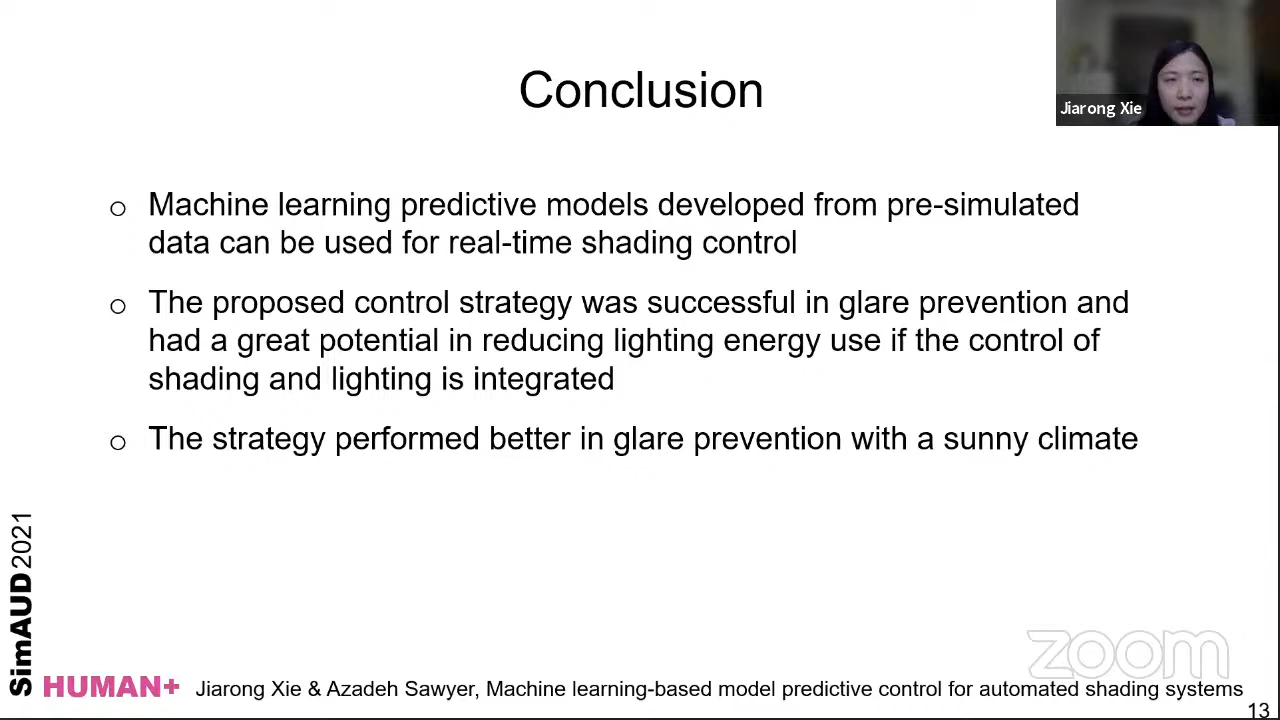 Conclusion
Jiarong Xie
o Machine learning predictive models developed from pre-simulated
data can be used for real-time shading control
o The proposed control strategy was successful in glare prevention and
had a great potential in reducing lighting energy use if the control of
shading and lighting is integrated
o The strategy performed better in glare prevention with a sunny climate
SimAUD2021
HUMAN+
Jiarong Xie & Azadeh Sawyer, Machine learning-based model predictive control for automated shading systems
zoom
13